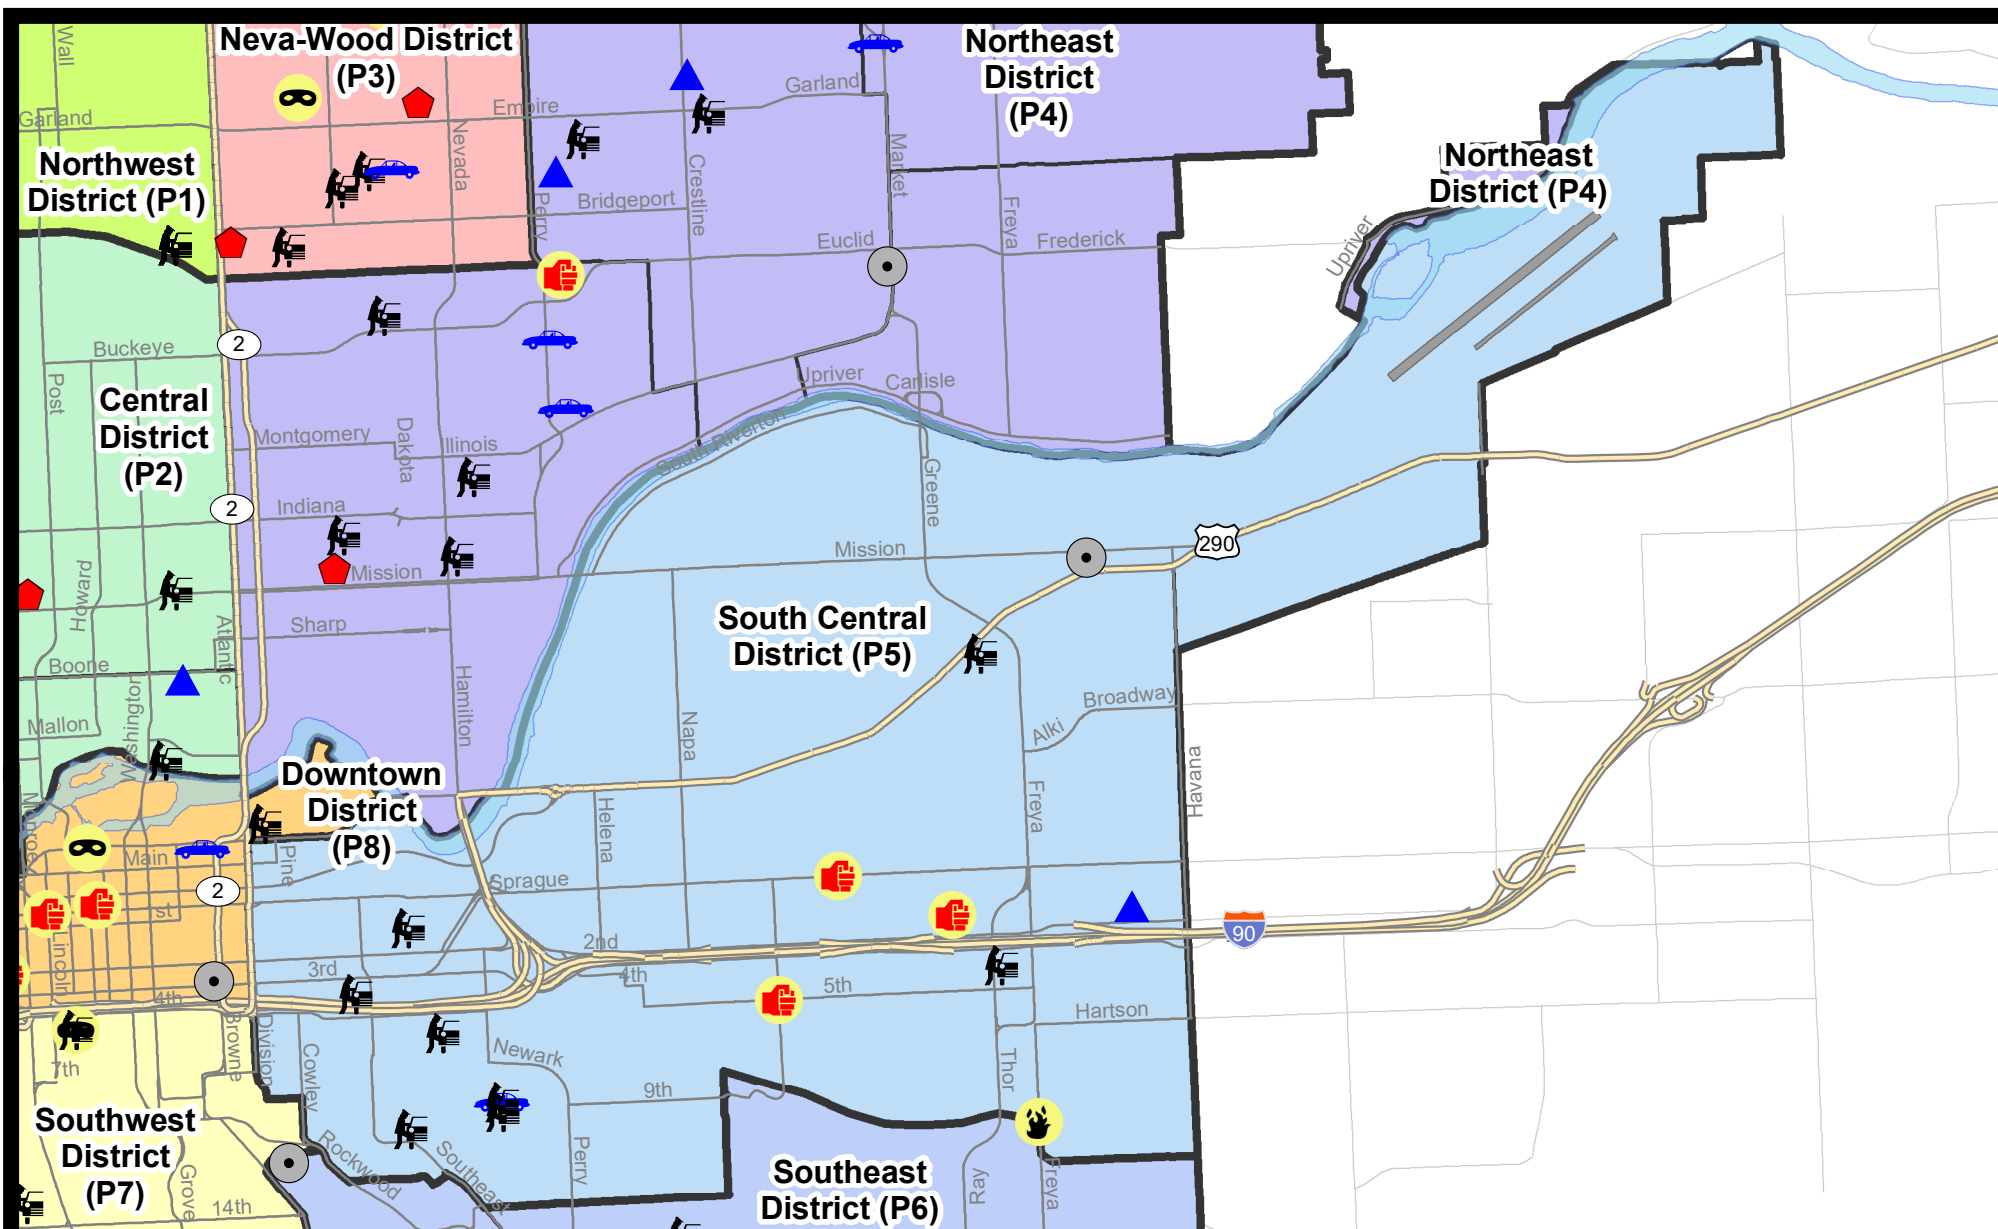 Neva-Wood District
(P3)
Northeast
District
(P4)
Northeast
District (P4)
Northwest
District (P1)
Central
District
(P2)
South Central
District (P5)
Downtown
District
(P8)
Southwest
District
(P7)
Southeast
District (P6)
Wall
Garland
Empire
Garland
Nevada
Perry
Bridgeport
Crestline
Market
Freya
Euclid
Frederick
Upriver
2
Buckeye
Post
Upriver
Carlisle
Montgomery
Dakota
Illinois
South Riverton
Greene
2
Indiana
Mission
Mission
290
Howard
Atlantic
Sharp
Boone
Washington
Hamilton
Mallon
Napa
Broadway
Alki
Havana
Freya
Helena
Monroe
Main
Pine
2
Sprague
st
Lincoln
2nd
90
3rd
4th
4th
5th
Hartson
Browne
Division
Cowley
Newark
7th
9th
Thor
Rockwood
Southeast
Perry
Ray
Freya
Grove
14th